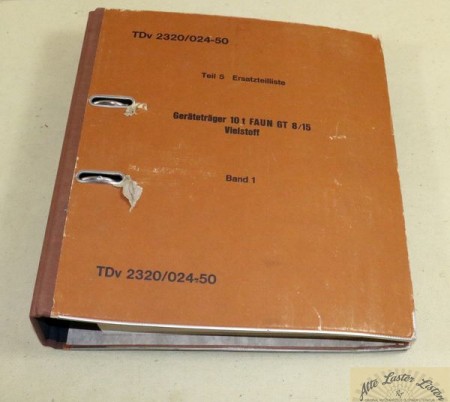 TDv 2320/024-50
Teil 5 Ersatzteilliste
Geräteträger 10 t FAUN GT 8/15
Vielstoff
Band 1
TDv 2320/024-50
Alte Laster Listen